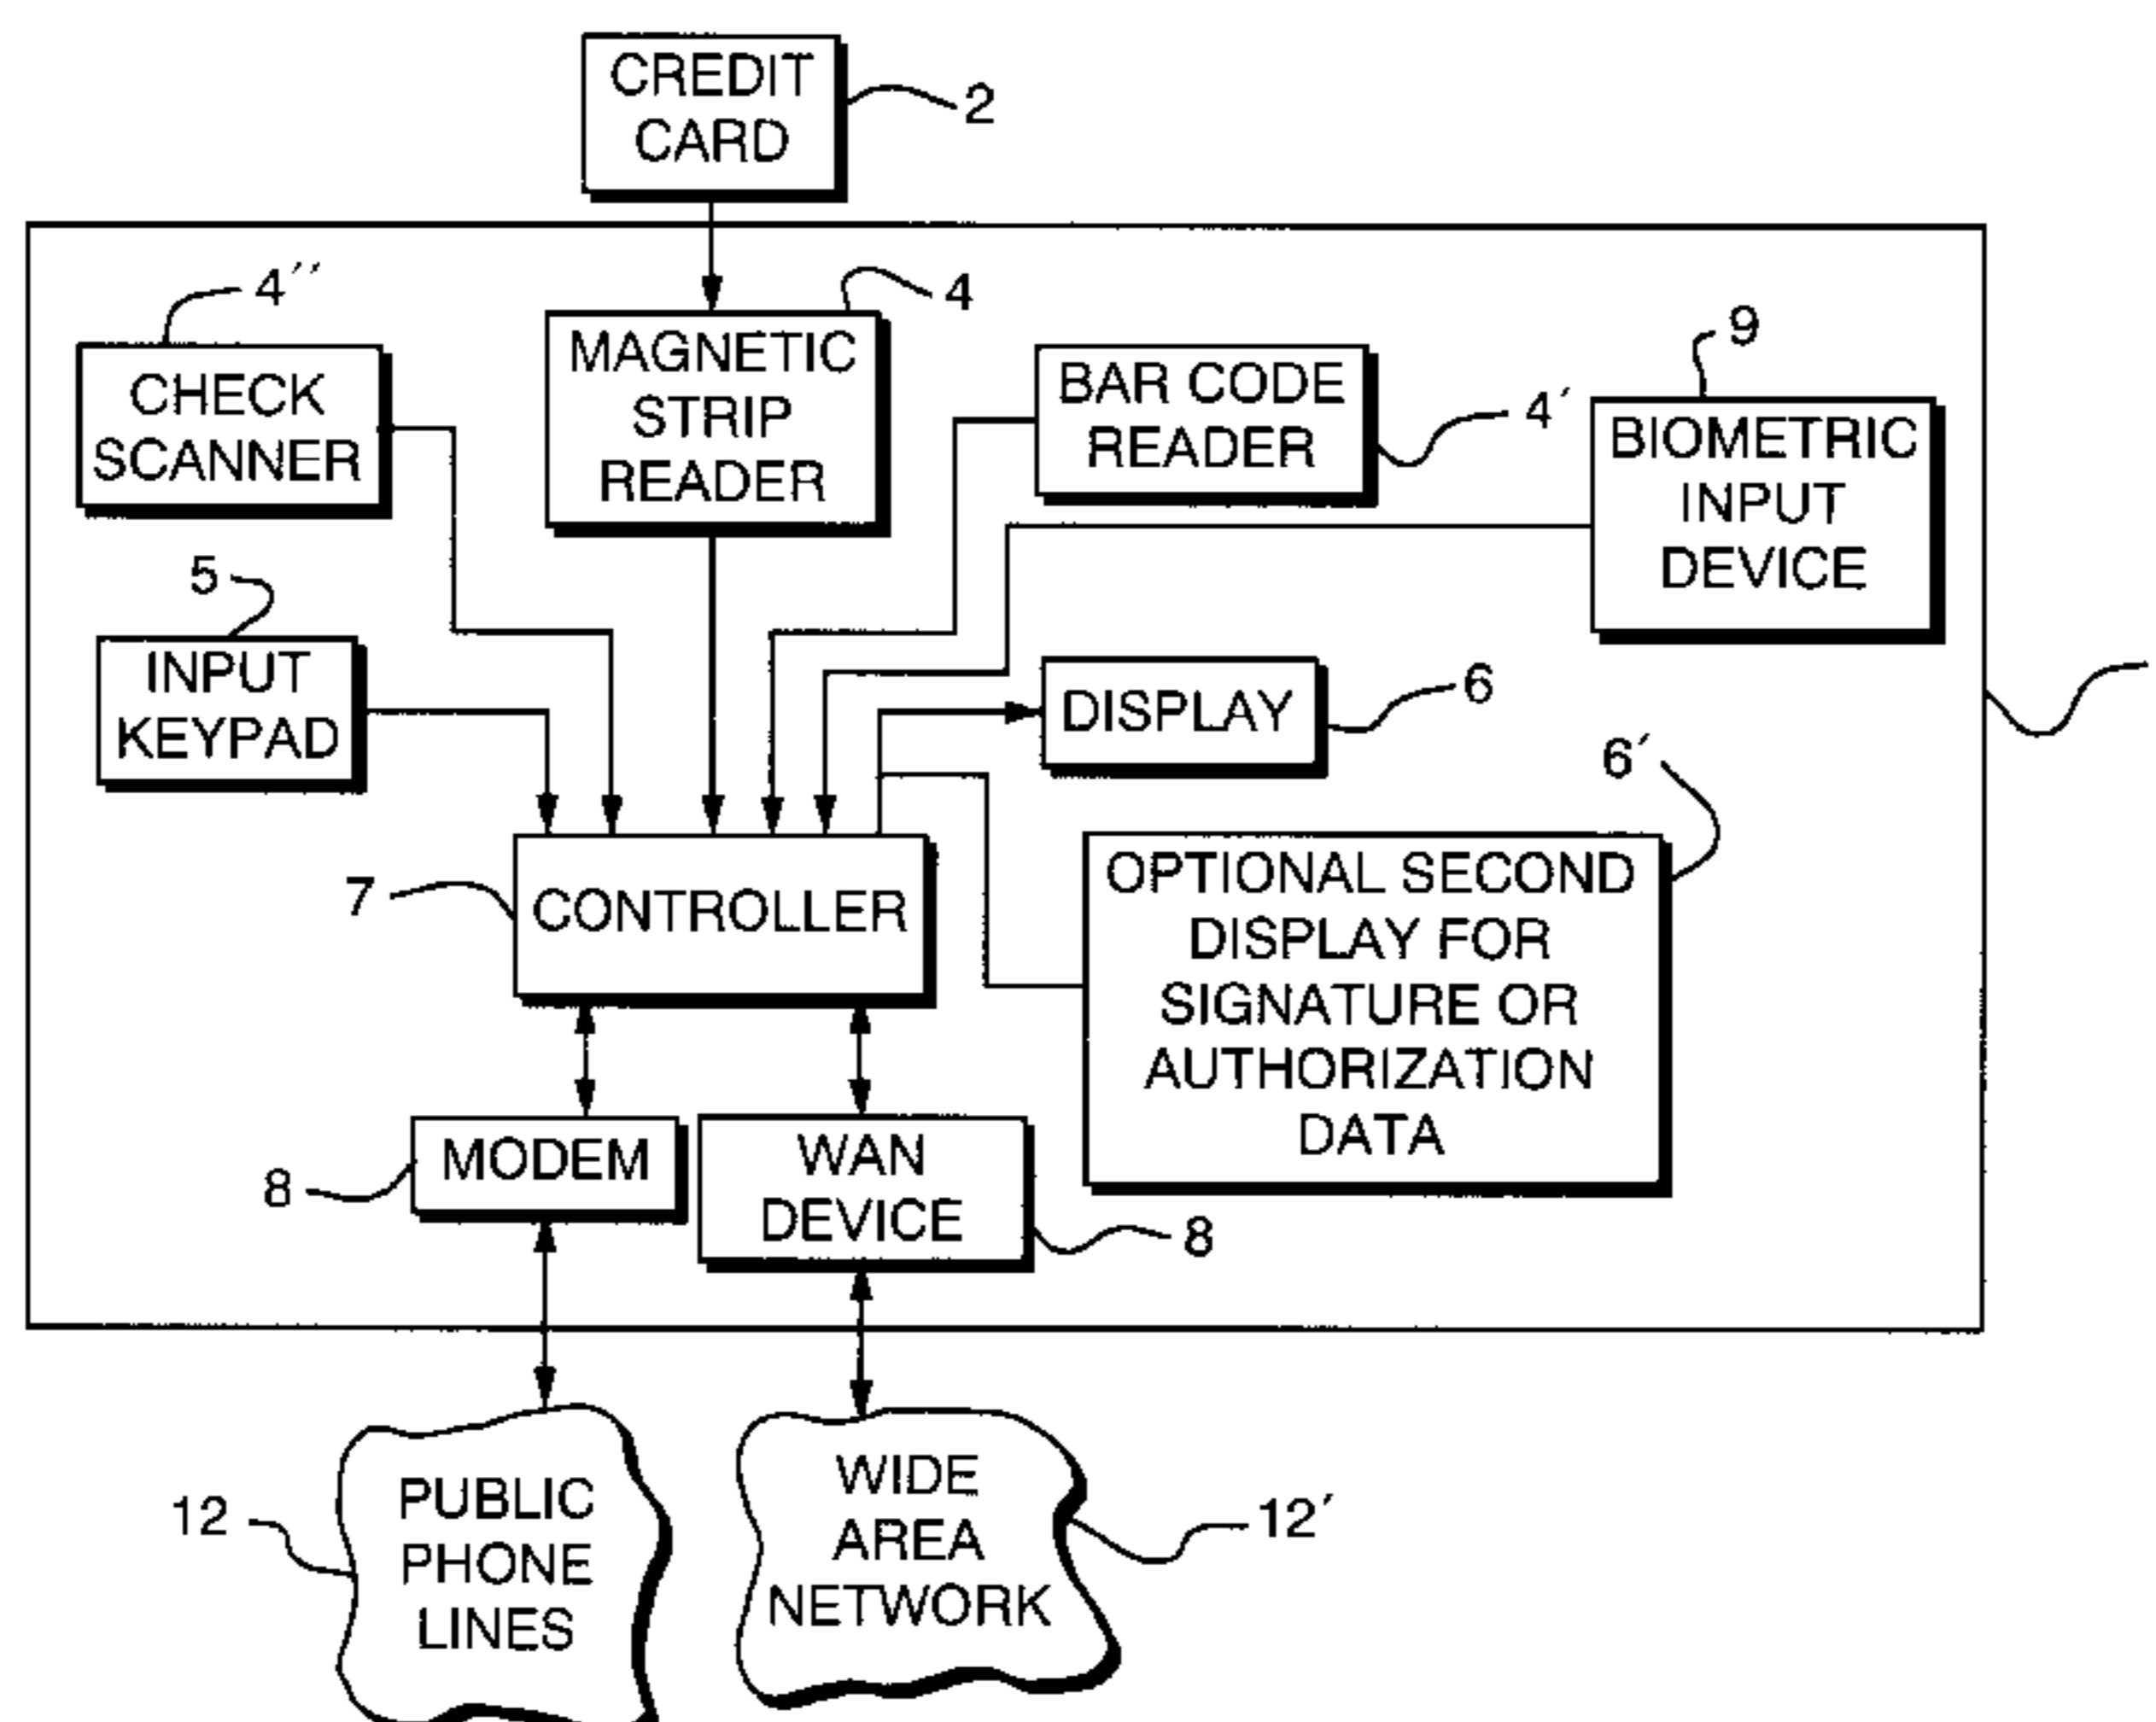 CREDIT
CARD
2
4''
4
9
CHECK
SCANNER
MAGNETIC
STRIP
READER
BAR CODE
READER
4'
BIOMETRIC
INPUT
DEVICE
5
INPUT
KEYPAD
DISPLAY
6
6'
7
CONTROLLER
OPTIONAL SECOND
DISPLAY FOR
SIGNATURE OR
AUTHORIZATION
DATA
8
MODEM
WAN
DEVICE
8
12
PUBLIC
PHONE
LINES
WIDE
AREA
NETWORK
12'